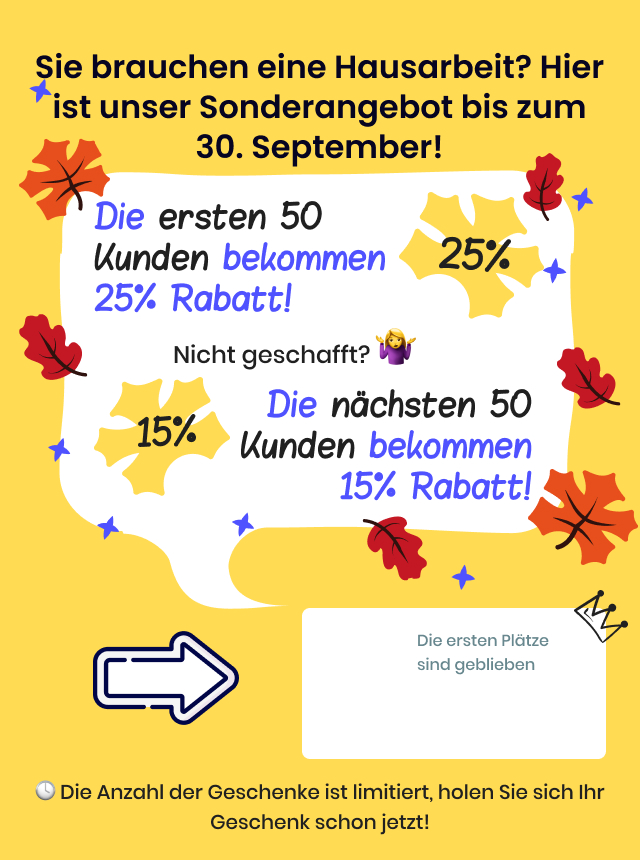 Sie brauchen eine Hausarbeit? Hier
ist unser Sonderangebot bis zum
30. September!
Die ersten 50
Kunden bekommen
25% Rabatt!
25%
Nicht geschafft? 🤷‍♀️
15%
Die nächsten 50
Kunden bekommen
15% Rabatt!
Die ersten Plätze
sind geblieben
🕓 Die Anzahl der Geschenke ist limitiert, holen Sie sich Ihr
Geschenk schon jetzt!